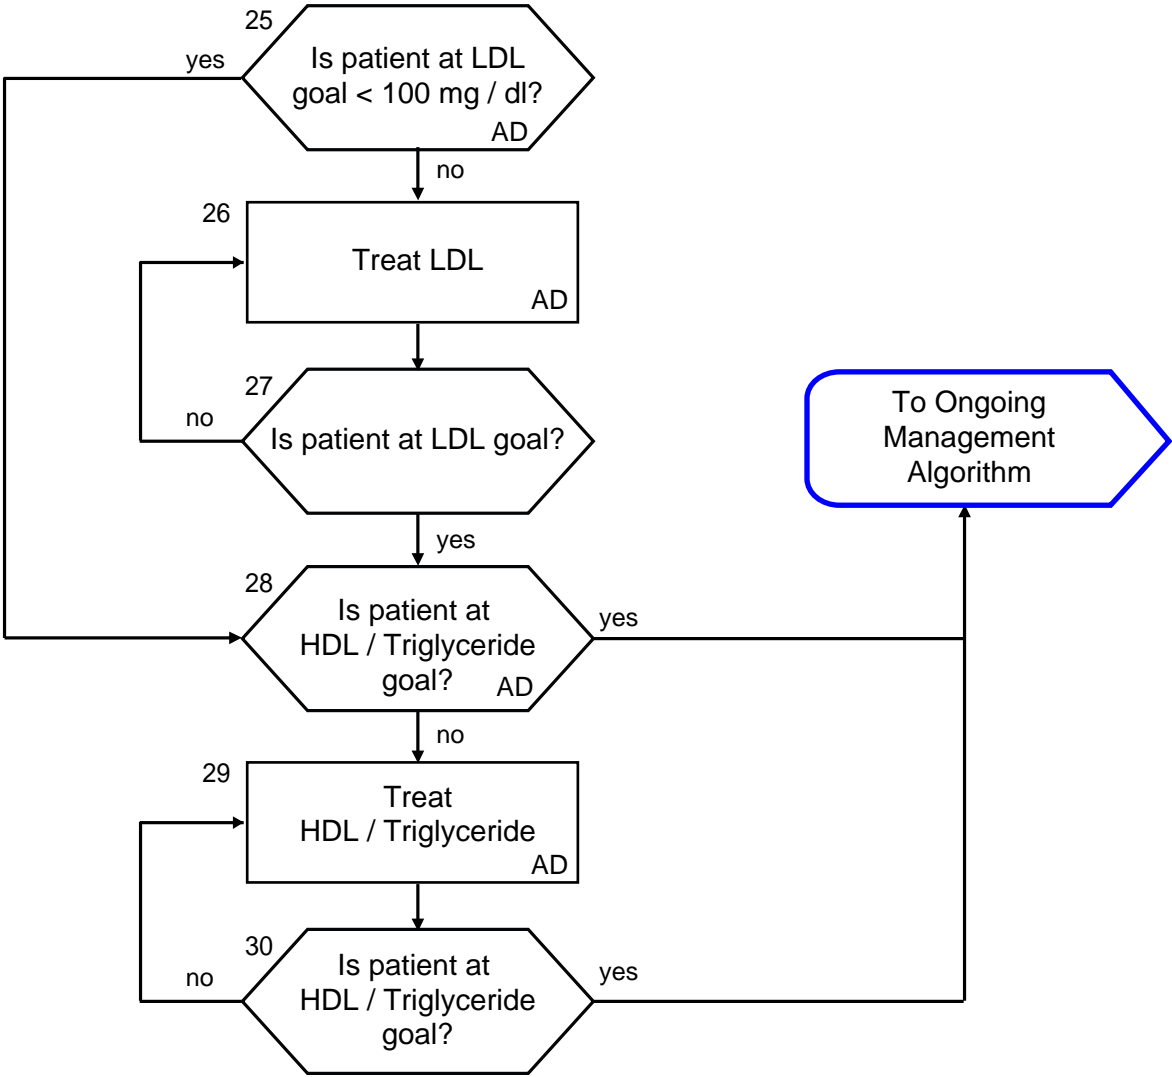 25
yes
Is patient at LDL
goal < 100 mg / dl?
AD
no
26
Treat LDL
AD
27
no
Is patient at LDL goal?
yes
To Ongoing
Management
Algorithm
28
Is patient at
HDL / Triglyceride
goal?
AD
yes
no
29
Treat
HDL / Triglyceride
AD
30
no
Is patient at
HDL / Triglyceride
goal?
yes